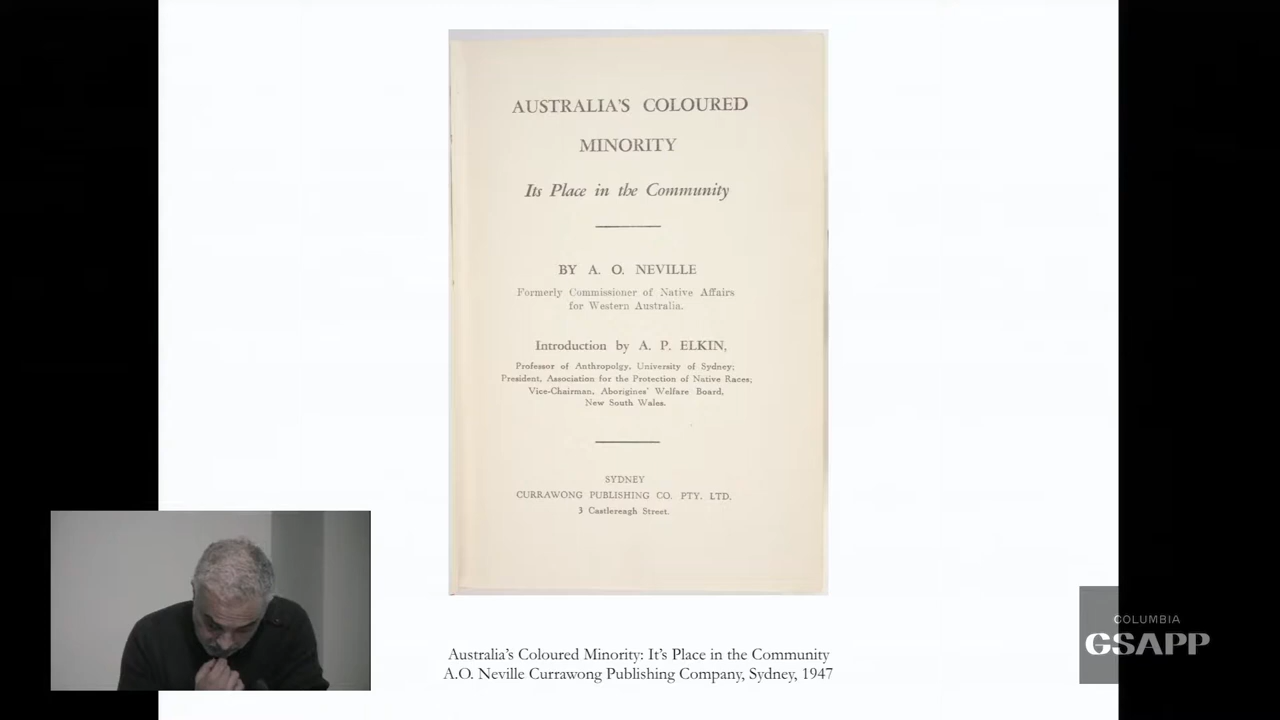 AUSTRALIA'S COLOURED
MINORITY
Its Place in the Community
BY A. O. NEVILLE
Formerly Commissioner of Native Affairs
for Western Australia.
Introduction by A. P. ELKIN,
Professor of Anthropolgy, University of Sydney;
President, Association for the Protection of Native Races;
Vice-Chairman, Aborigines' Welfare Board,
New South Wales.
SYDNEY
CURRAWONG PUBLISHING CO. PTY. LTD.
3 Castlereagh Street.
Australia's Coloured Minority: It's Place in the Community
A.O. Neville Currawong Publishing Company, Sydney, 1947
COLUMBIA
GSAPP